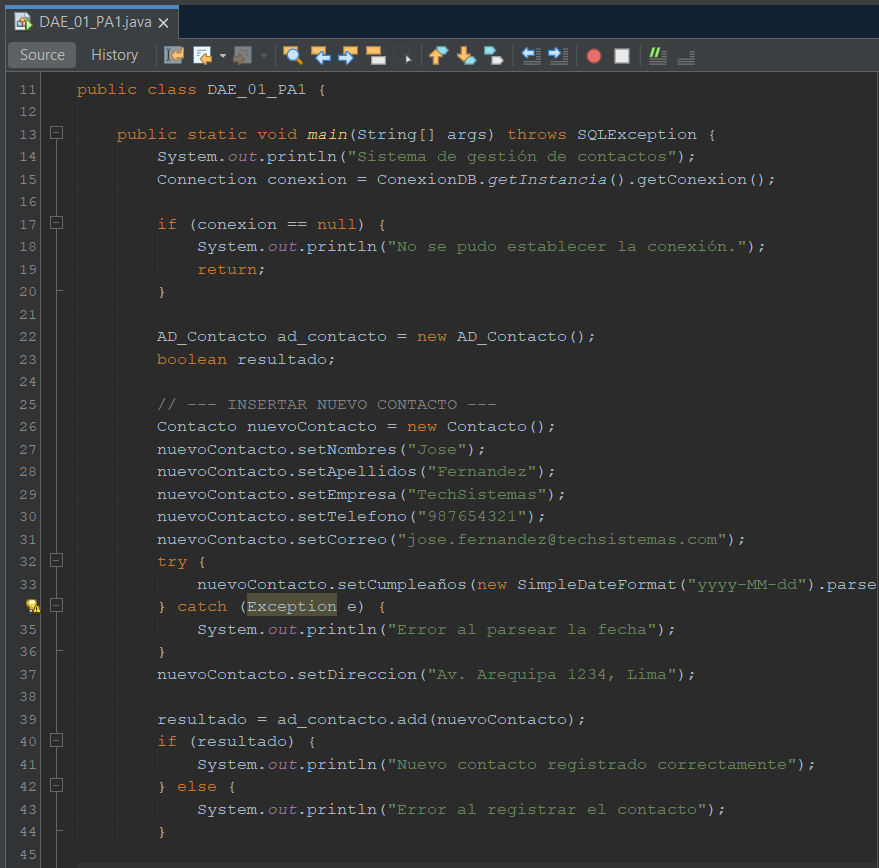 DAE_01_PA1.java
Source History
11 public class DAE_01_PA1 {
12
13 public static void main(String[] args) throws SQLException {
14 System.out.println("Sistema de gestión de contactos");
15 Connection conexion = ConexionDB.getInstancia().getConexion();
16
17 if (conexion == null) {
18 System.out.println("No se pudo establecer la conexión.");
19 return;
20 }
21
22 AD_Contacto ad_contacto = new AD_Contacto();
23 boolean resultado;
24
25 // --- INSERTAR NUEVO CONTACTO ---
26 Contacto nuevoContacto = new Contacto();
27 nuevoContacto.setNombres("Jose");
28 nuevoContacto.setApellidos("Fernandez");
29 nuevoContacto.setEmpresa("TechSistemas");
30 nuevoContacto.setTelefono("987654321");
31 nuevoContacto.setCorreo("jose.fernandez@techsistemas.com");
32 try {
33 nuevoContacto.setCumpleaños(new SimpleDateFormat("yyyy-MM-dd").parse
} catch (Exception e) {
35 System.out.println("Error al parsear la fecha");
36 }
37 nuevoContacto.setDireccion("Av. Arequipa 1234, Lima");
38
39 resultado = ad_contacto.add(nuevoContacto);
40 if (resultado) {
41 System.out.println("Nuevo contacto registrado correctamente");
42 } else {
43 System.out.println("Error al registrar el contacto");
44 }
45